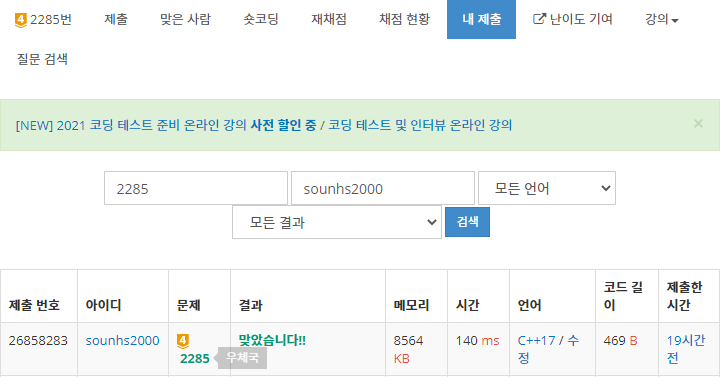 4 2285번 제출 맞은 사람 숏코딩 재채점 채점 현황 내 제출 난이도 기여 강의
질문 검색
[NEW] 2021 코딩 테스트 준비 온라인 강의 사전 할인 중 / 코딩 테스트 및 인터뷰 온라인 강의 ×
2285 sounhs2000 모든 언어
모든 결과 검색
제출 번호 아이디 문제 결과 메모리 시간 언어 코드 길이 제출한 시간
26858283 sounhs2000 4 2285 우체국 맞았습니다!! 8564 KB 140 ms C++17 / 수정 469 B 19시간 전